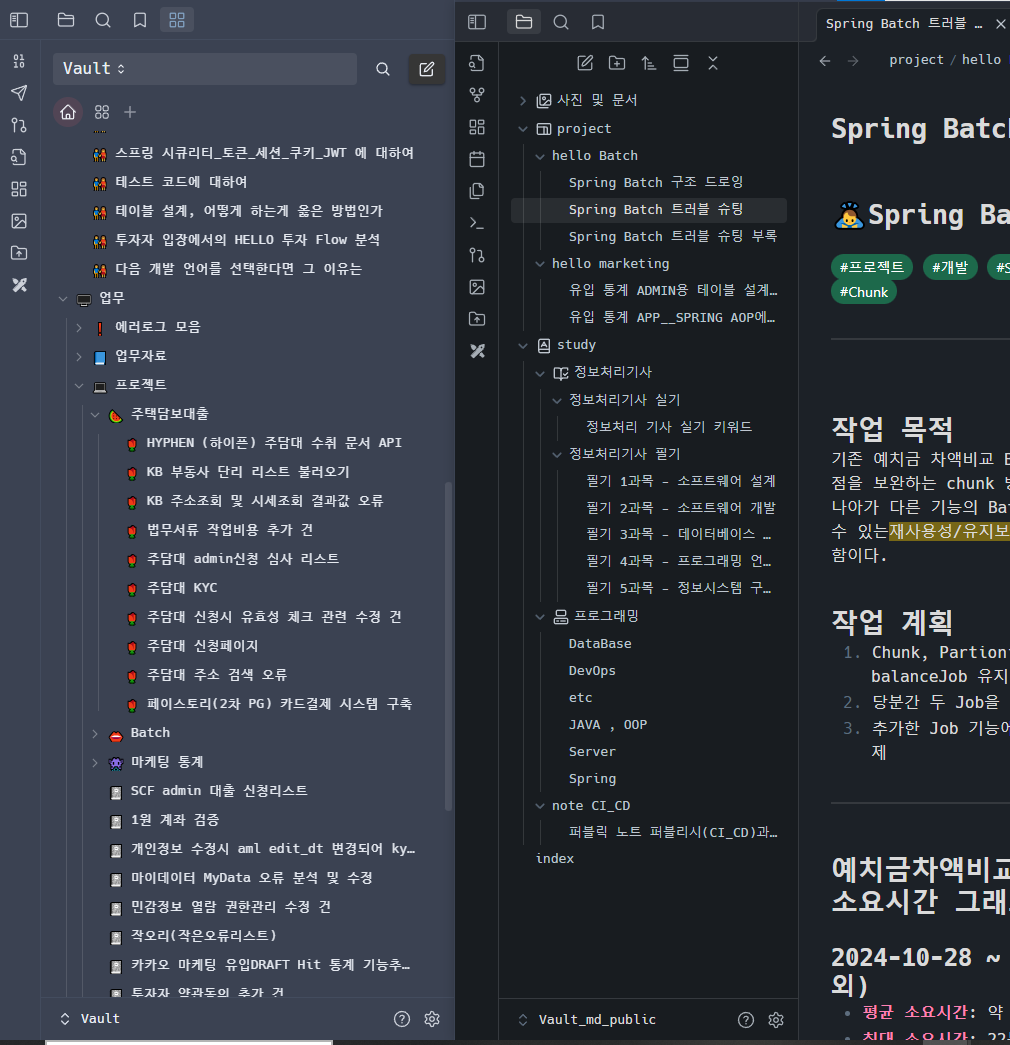 Vault
스프링 시큐리티_토큰_세션_쿠키_JWT 에 대하여
테스트 코드에 대하여
테이블 설계, 어떻게 하는게 옳은 방법인가
투자자 입장에서의 HELLO 투자 Flow 분석
다음 개발 언어를 선택한다면 그 이유는
업무
에러로그 모음
업무자료
프로젝트
주택담보대출
HYPHEN (하이픈) 주담대 수취 문서 API
KB 부동사 단리 리스트 불러오기
KB 주소조회 및 시세조회 결과값 오류
법무서류 작업비용 추가 건
주담대 admin신청 심사 리스트
주담대 KYC
주담대 신청시 유효성 체크 관련 수정 건
주담대 신청페이지
주담대 주소 검색 오류
페이스토리(2차 PG) 카드결제 시스템 구축
Batch
마케팅 통계
SCF admin 대출 신청리스트
1원 계좌 검증
개인정보 수정시 aml edit_dt 변경되어 ky…
마이데이터 MyData 오류 분석 및 수정
민감정보 열람 권한관리 수정 건
작오리(작은오류리스트)
카카오 마케팅 유입DRAFT Hit 통계 기능추…
투자자 약관동의 추가 건
Vault
사진 및 문서
project
hello Batch
Spring Batch 구조 드로잉
Spring Batch 트러블 슈팅
Spring Batch 트러블 슈팅 부록
hello marketing
유입 통계 ADMIN용 테이블 설계…
유입 통계 APP__SPRING AOP에…
study
정보처리기사
정보처리기사 실기
정보처리 기사 실기 키워드
정보처리기사 필기
필기 1과목 - 소프트웨어 설계
필기 2과목 - 소프트웨어 개발
필기 3과목 - 데이터베이스 …
필기 4과목 - 프로그래밍 언…
필기 5과목 - 정보시스템 구…
프로그래밍
DataBase
DevOps
etc
JAVA , OOP
Server
Spring
note CI_CD
퍼블릭 노트 퍼블리시(CI_CD)과…
index
Vault_md_public
Spring Batch 트러블 …
project / hello
Spring Batc
Spring Ba
#프로젝트 #개발 #S
#Chunk
작업 목적
기존 예치금 차액비교 B
점을 보완하는 chunk
나아가 다른 기능의 Ba
수 있는재사용성/유지보
함이다.
작업 계획
1. Chunk, Partion
balanceJob 유지
2. 당분간 두 Job을
3. 추가한 Job 기능에
제
예치금차액비교
소요시간 그래
2024-10-28 ~
외)
평균 소요시간: 약
최대 소요시간: 22